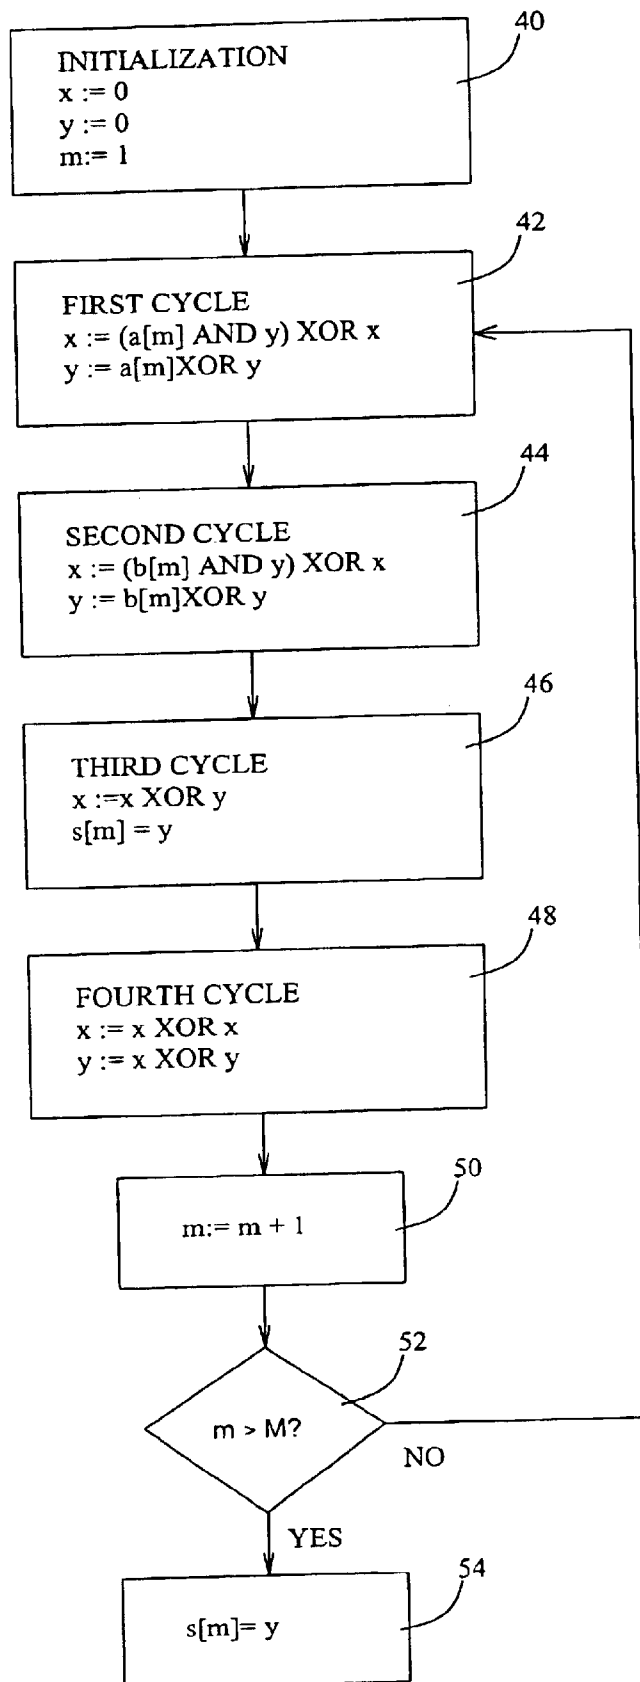 40
INITIALIZATION
x := 0
y := 0
m:= 1
42
FIRST CYCLE
x := (a[m] AND y) XOR x
y := a[m]XOR y
44
SECOND CYCLE
x := (b[m] AND y) XOR x
y := b[m]XOR y
46
THIRD CYCLE
x :=x XOR y
s[m] = y
48
FOURTH CYCLE
x := x XOR x
y := x XOR y
50
m:= m + 1
52
m > M?
NO
YES
54
s[m]= y